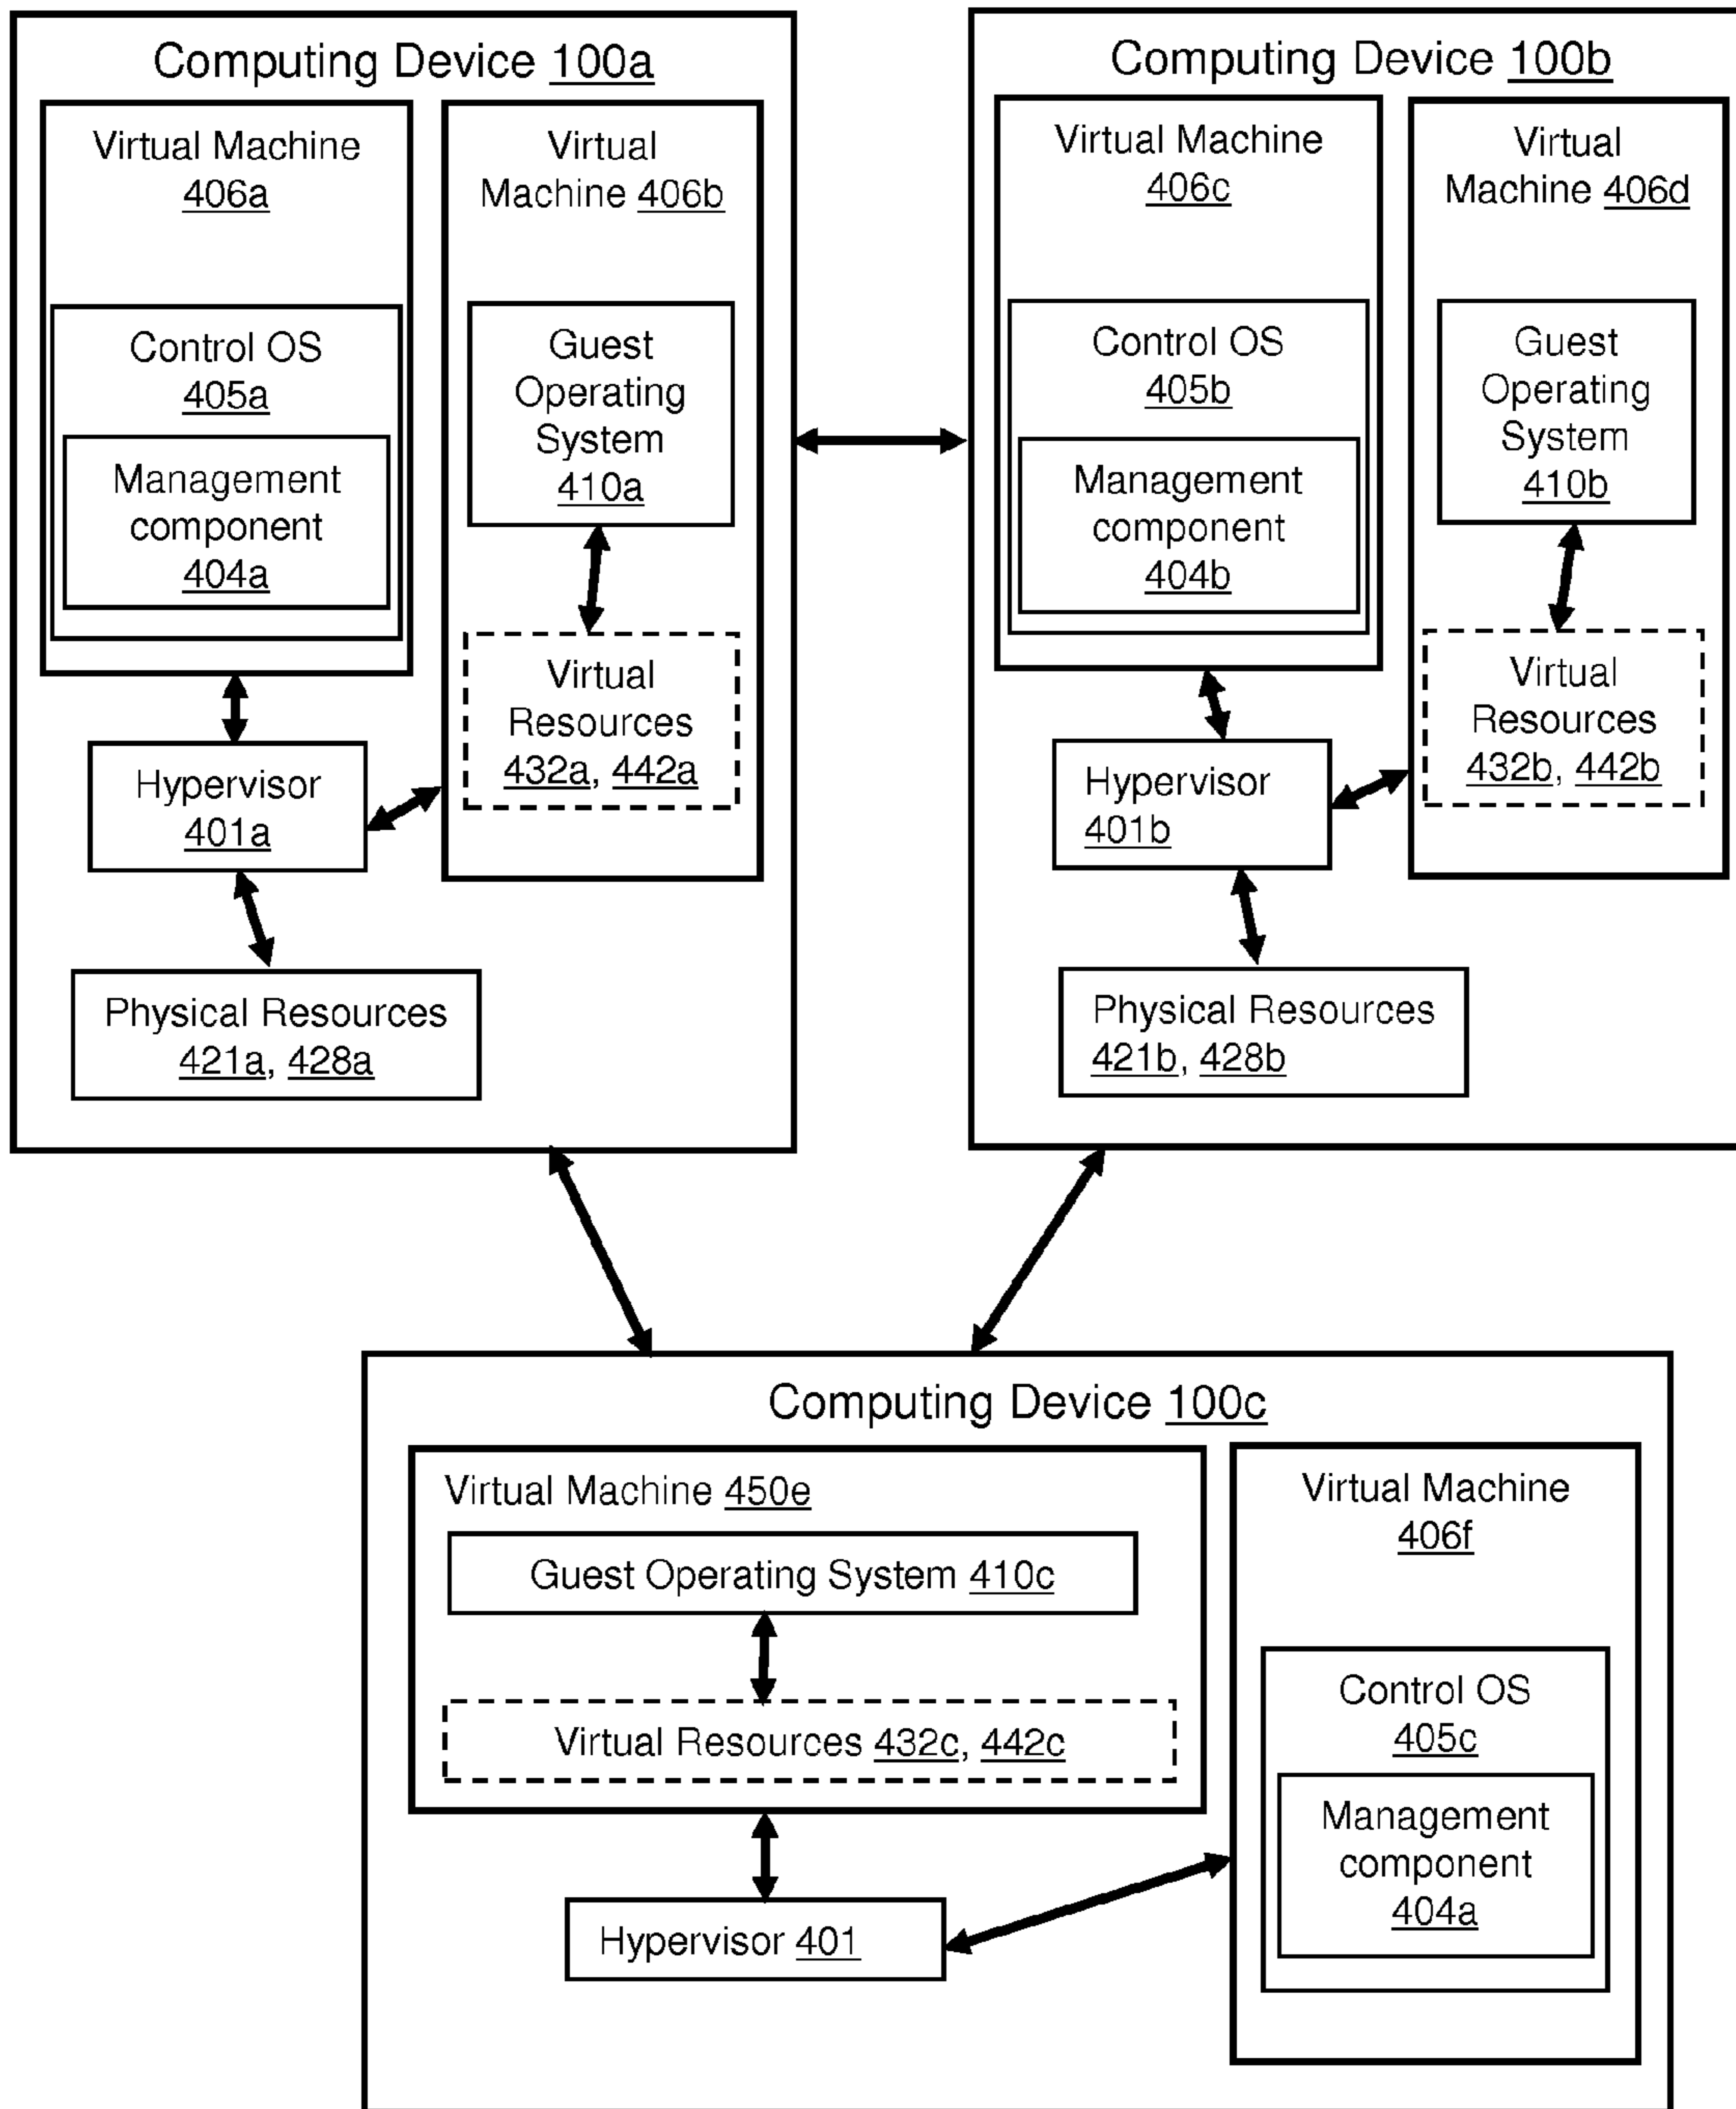 Computing Device 100a
Virtual Machine
406a
Control OS
405a
Management
component
404a
Virtual
Machine 406b
Guest
Operating
System
410a
Virtual
Resources
432a, 442a
Hypervisor
401a
Physical Resources
421a, 428a
Computing Device 100b
Virtual Machine
406c
Control OS
405b
Management
component
404b
Virtual
Machine 406d
Guest
Operating
System
410b
Virtual
Resources
432b, 442b
Hypervisor
401b
Physical Resources
421b, 428b
Computing Device 100c
Virtual Machine 450e
Guest Operating System 410c
Virtual Resources 432c, 442c
Hypervisor 401
Virtual Machine
406f
Control OS
405c
Management
component
404a